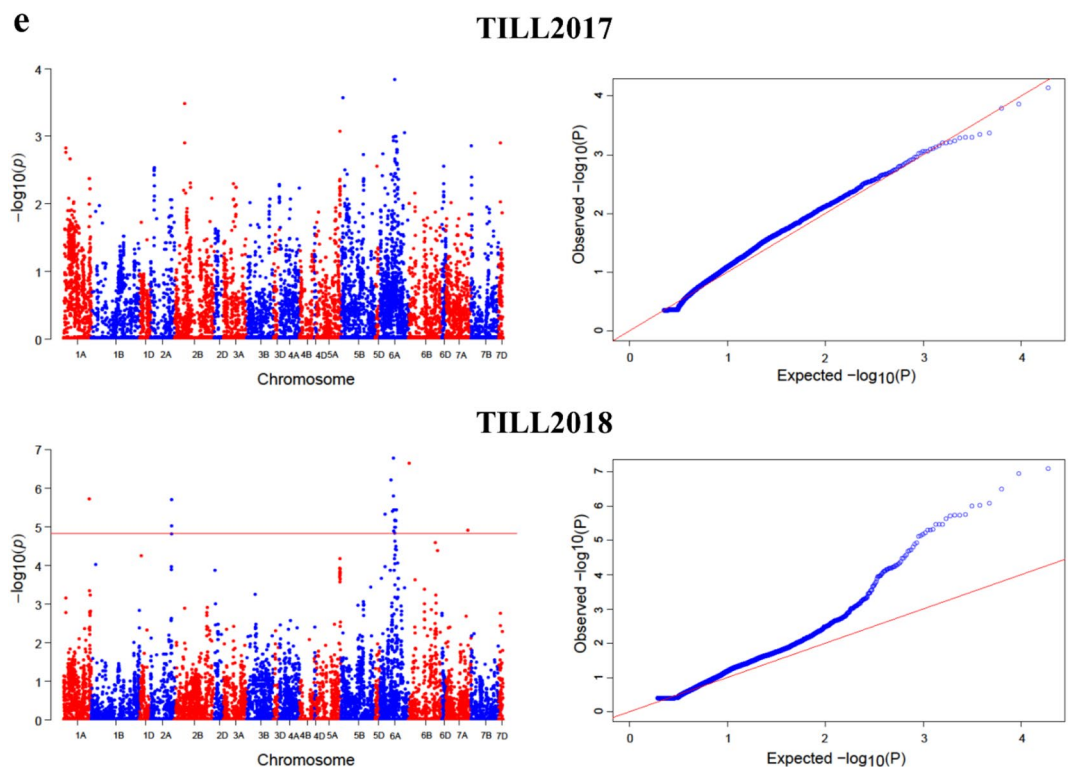 e
TILL2017
4
3
2
1
0
−log10(p)
1A 1B 1D 2A 2B 2D 3A 3B 3D 4A 4B 4D 5A 5B 5D 6A 6B 6D 7A 7B 7D
Chromosome
4
3
2
1
0
Observed −log10(P)
0 1 2 3 4
Expected −log10(P)
TILL2018
7
6
5
4
3
2
1
0
−log10(p)
1A 1B 1D 2A 2B 2D 3A 3B 3D 4A 4B 4D 5A 5B 5D 6A 6B 6D 7A 7B 7D
Chromosome
7
6
5
4
3
2
1
0
Observed −log10(P)
0 1 2 3 4
Expected −log10(P)